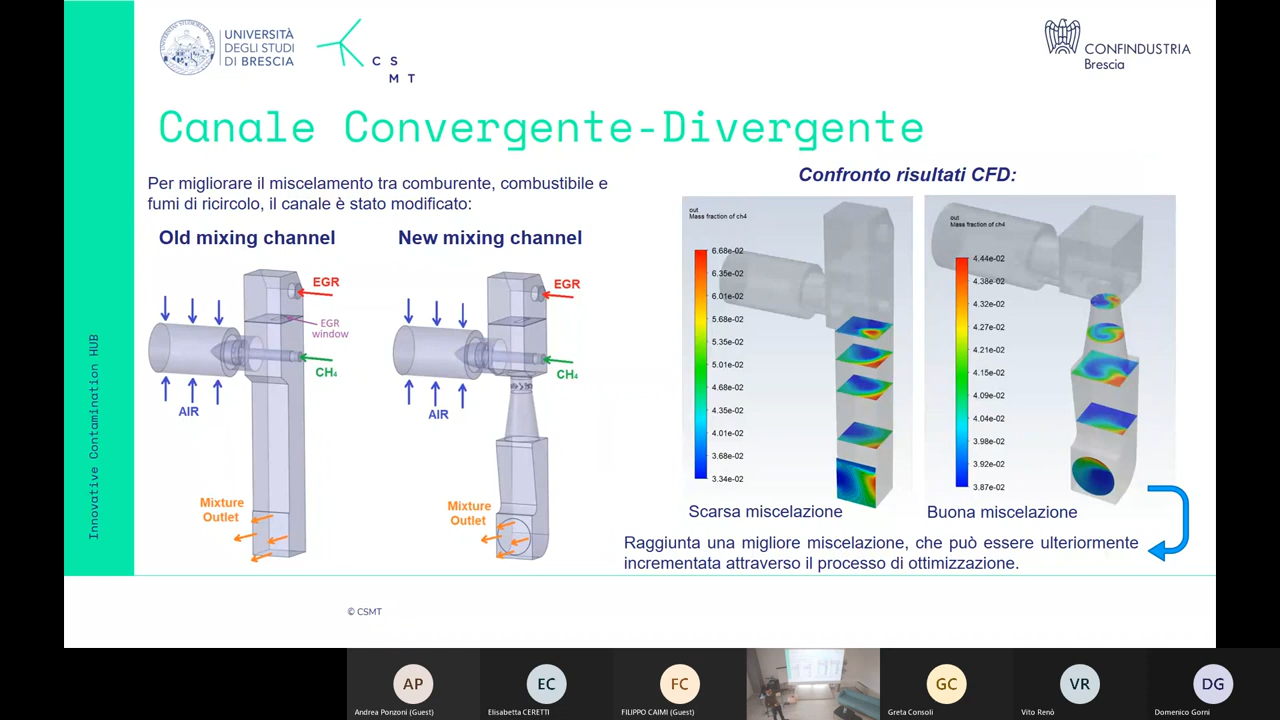 UNIVERSITÀ
DEGLI STUDI
DI BRESCIA
C S
M T
CONFINDUSTRIA
Brescia
Canale Convergente-Divergente
Per migliorare il miscelamento tra comburente, combustibile e
fumi di ricircolo, il canale è stato modificato:
Old mixing channel
New mixing channel
EGR
EGR
window
CH₄
AIR
Mixture
Outlet
EGR
CH₄
AIR
Mixture
Outlet
Confronto risultati CFD:
out
Mass fraction of ch4
6.68e-02
6.35e-02
6.01e-02
5.68e-02
5.35e-02
5.01e-02
4.68e-02
4.35e-02
4.01e-02
3.68e-02
3.34e-02
out
Mass fraction of ch4
4.44e-02
4.38e-02
4.32e-02
4.27e-02
4.21e-02
4.15e-02
4.09e-02
4.04e-02
3.98e-02
3.92e-02
3.87e-02
Scarsa miscelazione
Buona miscelazione
Raggiunta una migliore miscelazione, che può essere ulteriormente
incrementata attraverso il processo di ottimizzazione.
Innovative Contamination HUB
© CSMT
AP
Andrea Ponzoni (Guest)
EC
Elisabetta CERETTI
FC
FILIPPO CAIMI (Guest)
GC
Greta Consoli
VR
Vito Renò
DG
Domenico Gorni